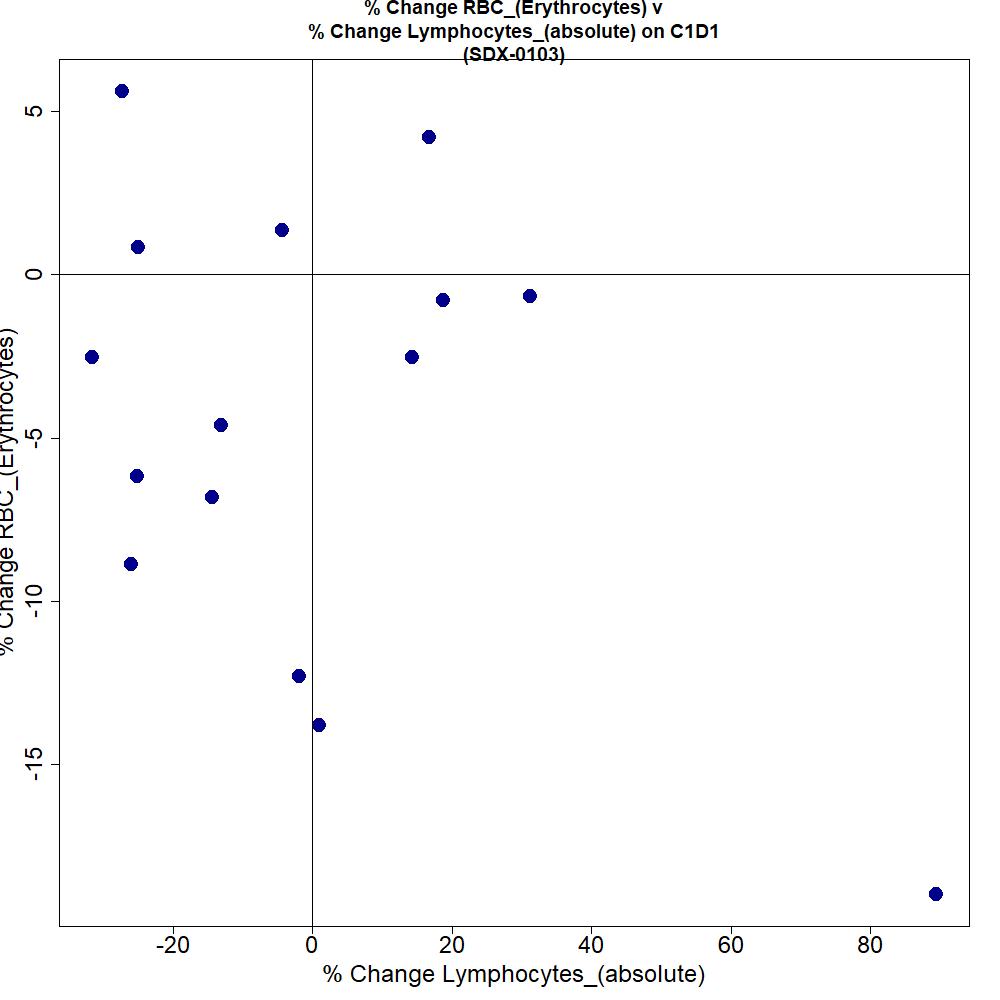 % Change RBC_(Erythrocytes) v
% Change Lymphocytes_(absolute) on C1D1
(SDX-0103)
% Change RBC_(Erythrocytes)
5
0
-5
-10
-15
-20
0
20
40
60
80
% Change Lymphocytes_(absolute)